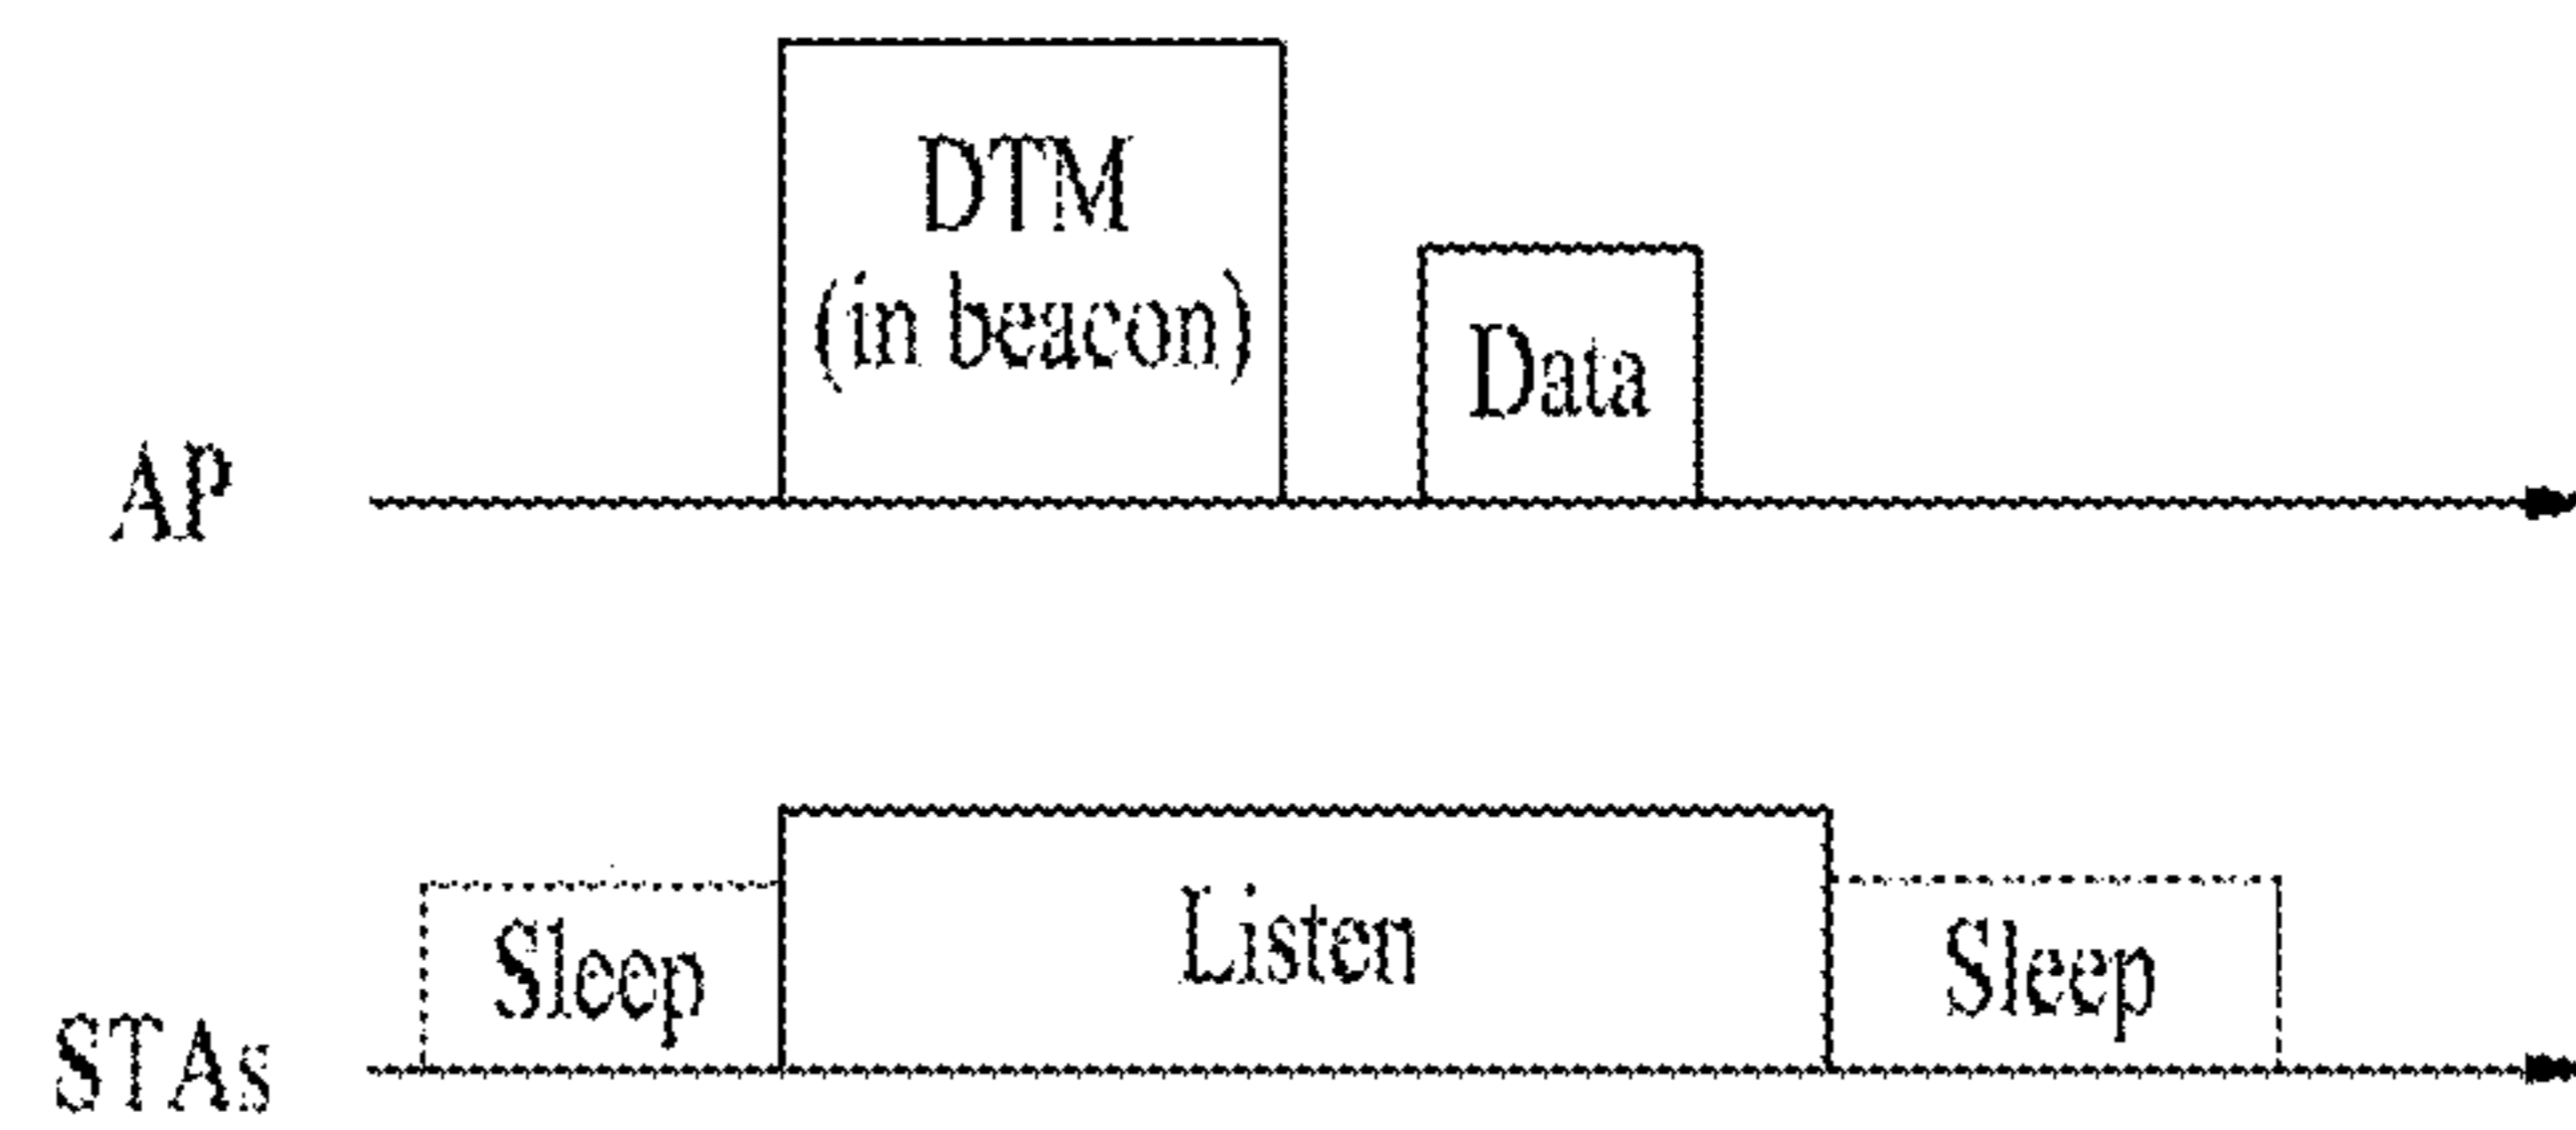 DTM
(in beacon)
Data
AP
Sleep
Listen
Sleep
STAs